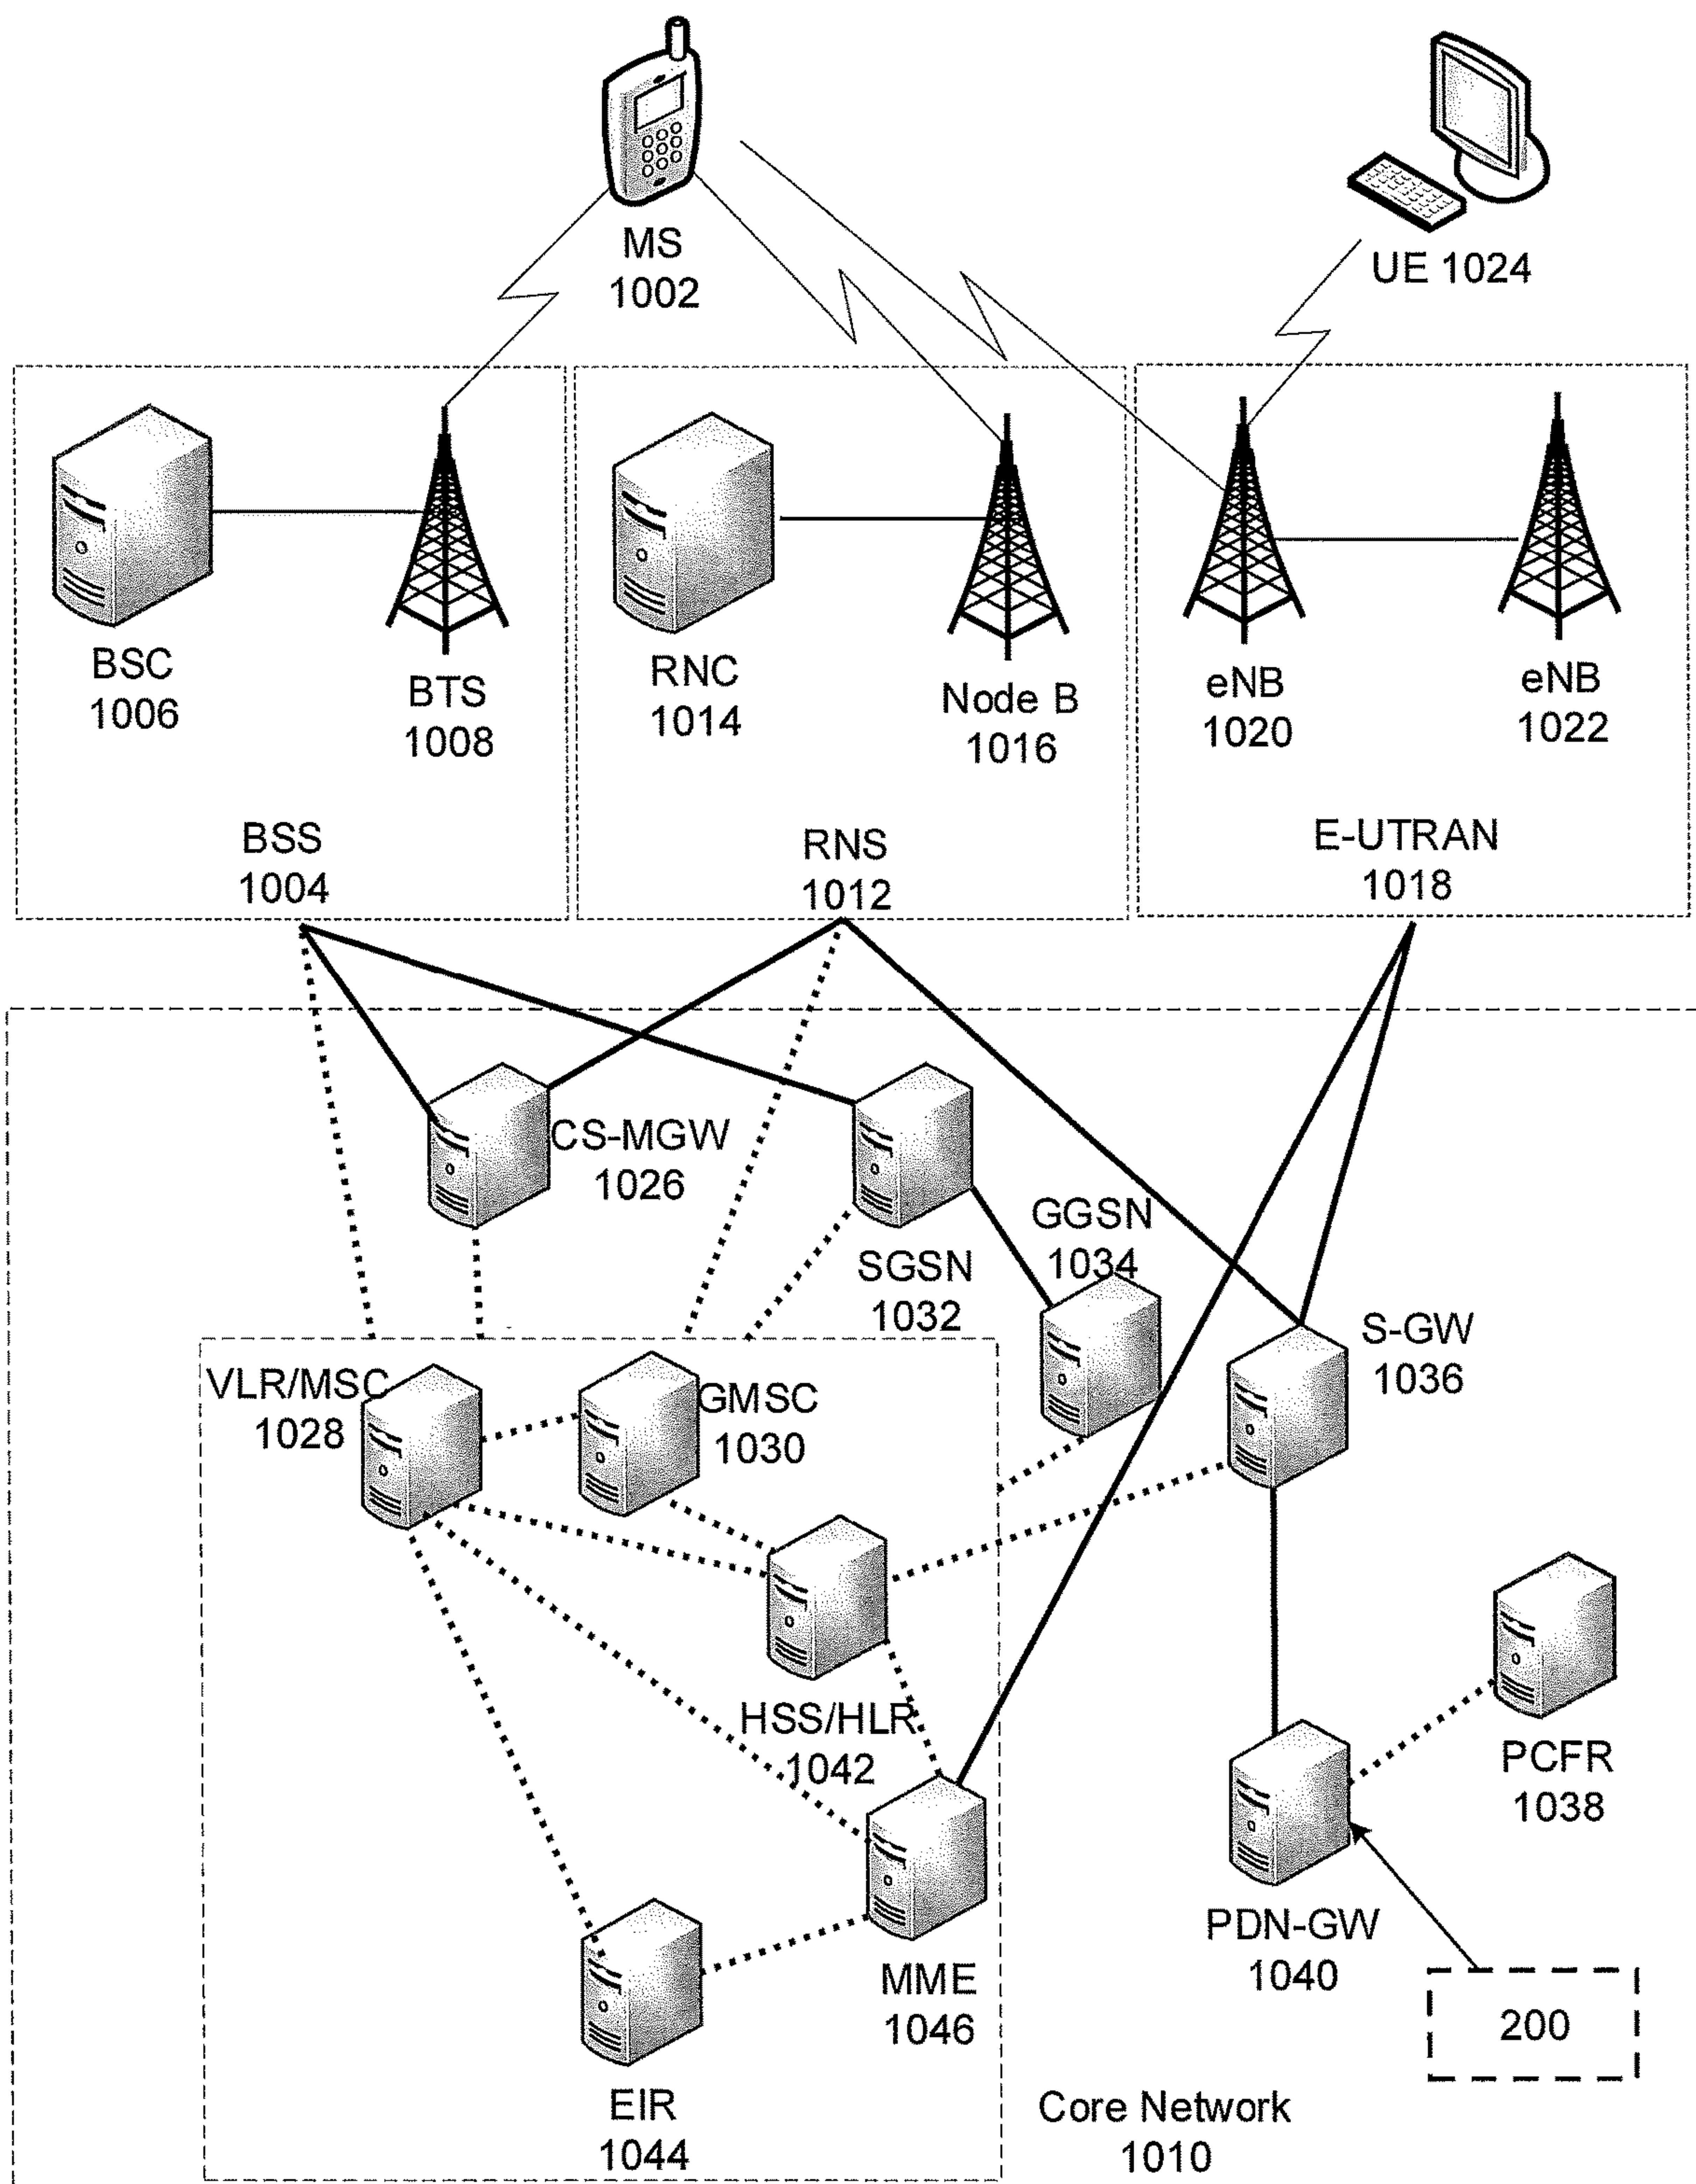 MS
1002
UE 1024
BSC
1006
BTS
1008
RNC
1014
Node B
1016
eNB
1020
eNB
1022
BSS
1004
RNS
1012
E-UTRAN
1018
CS-MGW
1026
SGSN
1032
GGSN
1034
S-GW
1036
VLR/MSC
1028
GMSC
1030
HSS/HLR
1042
PCFR
1038
PDN-GW
1040
MME
1046
200
EIR
1044
Core Network
1010